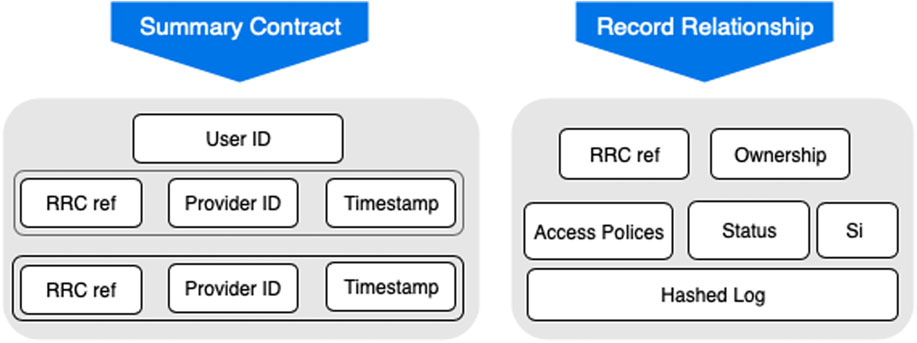 Summary Contract
User ID
RRC ref Provider ID Timestamp
RRC ref Provider ID Timestamp
Record Relationship
RRC ref Ownership
Access Polices Status Si
Hashed Log